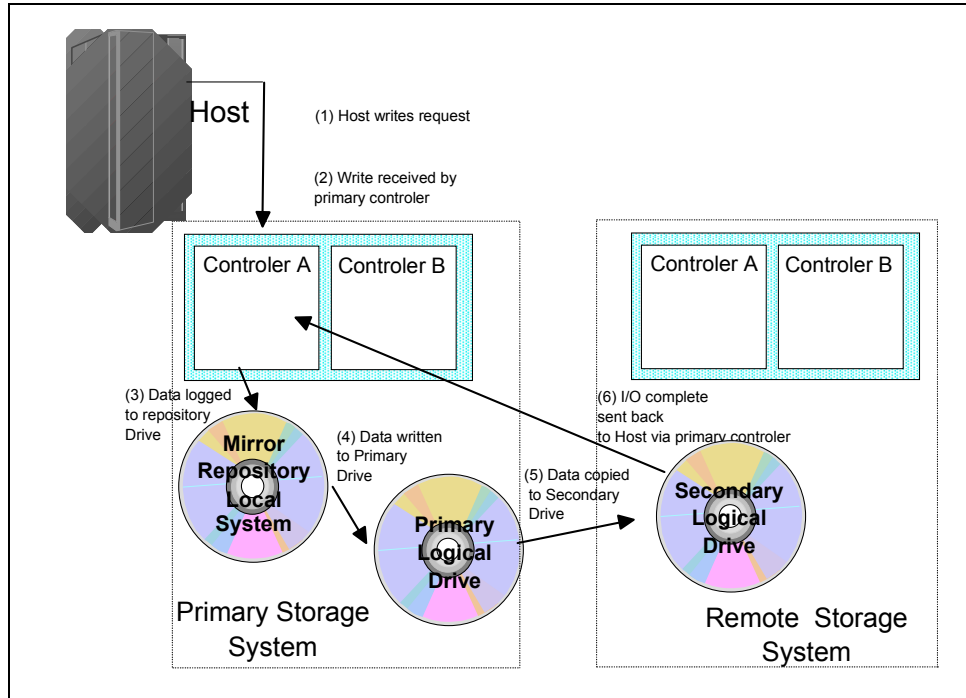 Host
(1) Host writes request
(2) Write received by
primary controler
Controler A
Controler B
Controler A
Controler B
(3) Data logged
to repository
Drive
Mirror
Repository
Local
System
(4) Data written
to Primary
Drive
Primary
Logical
Drive
(5) Data copied
to Secondary
Drive
(6) I/O complete
sent back
to Host via primary controler
Secondary
Logical
Drive
Primary Storage
System
Remote Storage
System